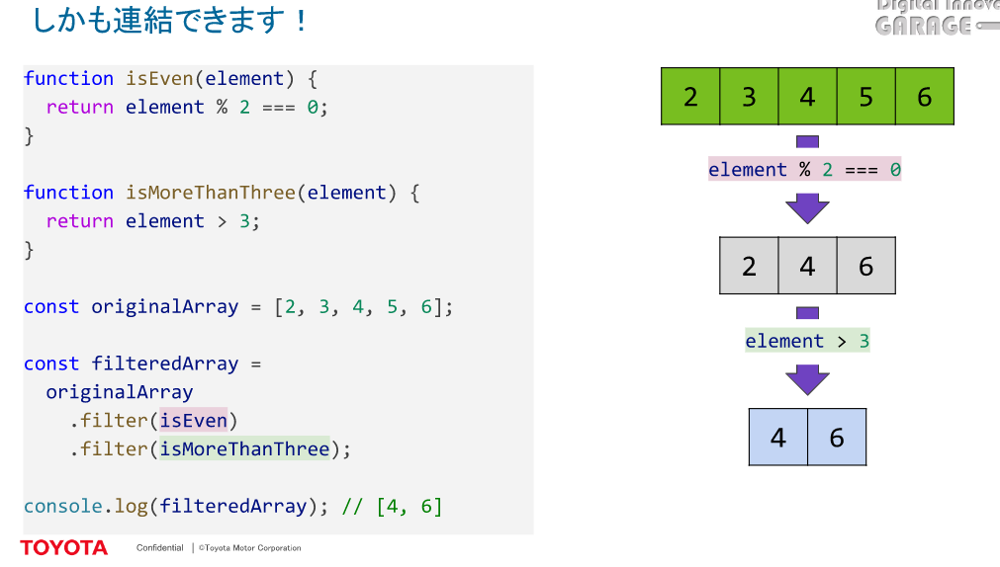 しかも連結できます！
Digital Innova
GARAGE
function isEven(element) {
  return element % 2 === 0;
}
function isMoreThanThree(element) {
  return element > 3;
}
const originalArray = [2, 3, 4, 5, 6];
const filteredArray =
  originalArray
    .filter(isEven)
    .filter(isMoreThanThree);
console.log(filteredArray); // [4, 6]
2 3 4 5 6
element % 2 === 0
2 4 6
element > 3
4 6
TOYOTA Confidential | ©Toyota Motor Corporation